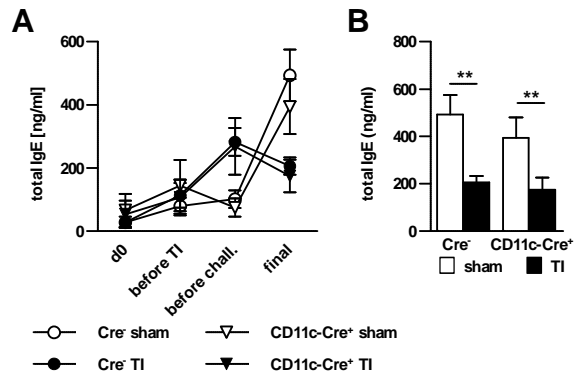 A
total IgE [ng/ml]
600
400
200
0
d0
before TI
before chall.
final
Cre- sham
CD11c-Cre+ sham
Cre- TI
CD11c-Cre+ TI
B
total IgE (ng/ml)
800
600
400
200
0
**
**
Cre-
CD11c-Cre+
sham
TI